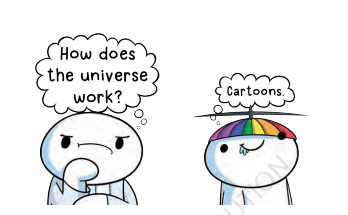 How does
the universe
work?
Cartoons.